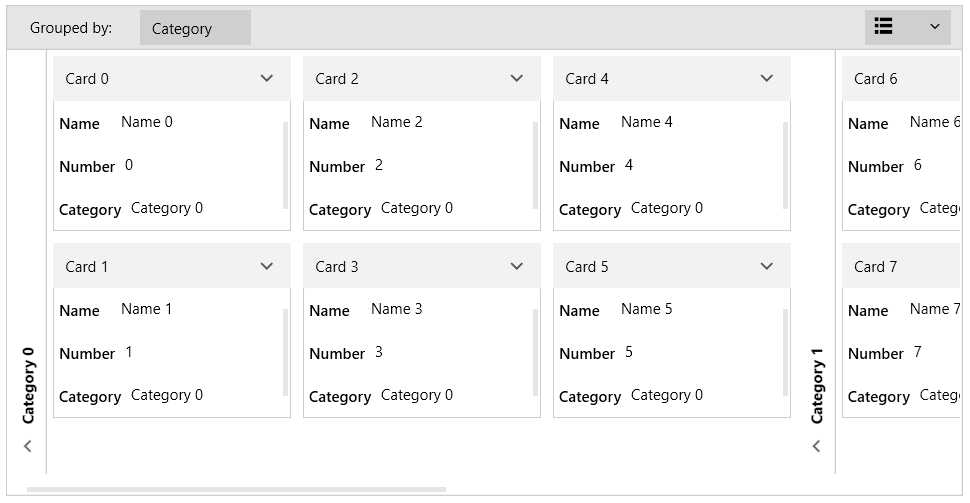 Grouped by: Category
Category 0
Card 0
Name Name 0
Number 0
Category Category 0
Card 1
Name Name 1
Number 1
Category Category 0
Card 2
Name Name 2
Number 2
Category Category 0
Card 3
Name Name 3
Number 3
Category Category 0
Card 4
Name Name 4
Number 4
Category Category 0
Card 5
Name Name 5
Number 5
Category Category 0
Category 1
Card 6
Name Name 6
Number 6
Category
Card 7
Name Name 7
Number 7
Category